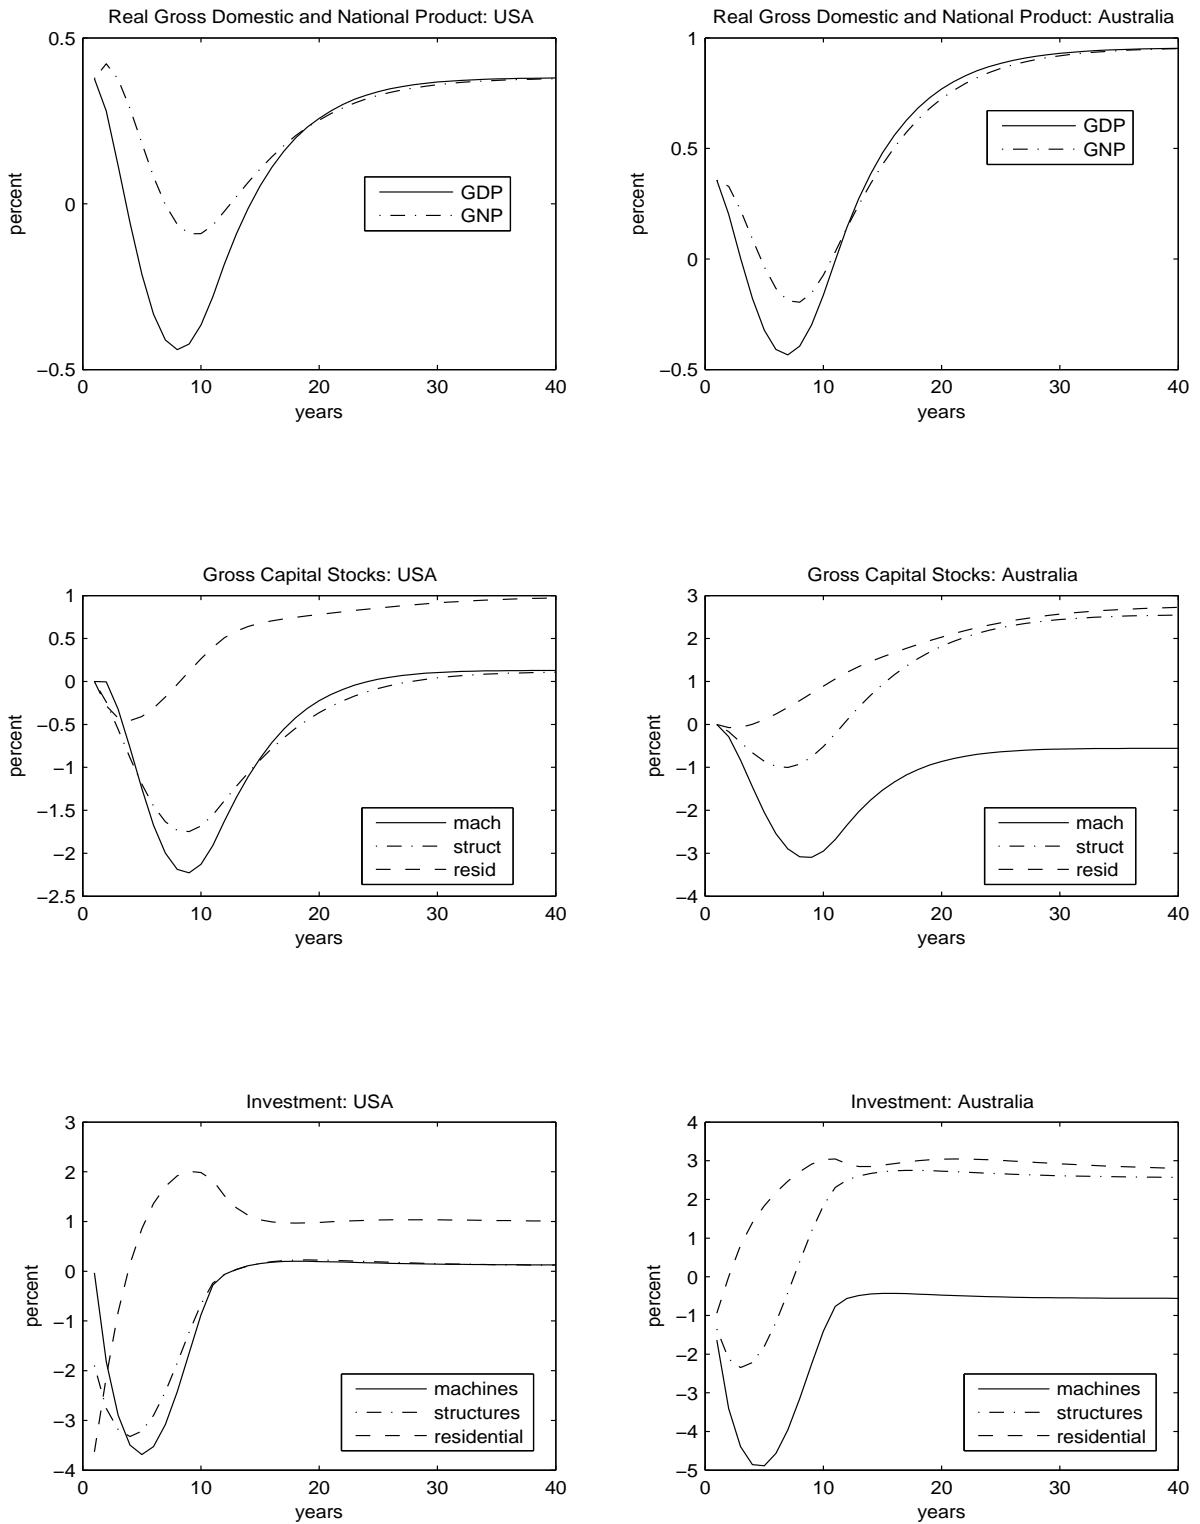 Real Gross Domestic and National Product: USA
0.5
0
−0.5
percent
GDP
GNP
0 10 20 30 40
years
Real Gross Domestic and National Product: Australia
1
0.5
0
−0.5
percent
GDP
GNP
0 10 20 30 40
years
Gross Capital Stocks: USA
1
0.5
0
−0.5
−1
−1.5
−2
−2.5
percent
mach
struct
resid
0 10 20 30 40
years
Gross Capital Stocks: Australia
3
2
1
0
−1
−2
−3
−4
percent
mach
struct
resid
0 10 20 30 40
years
Investment: USA
3
2
1
0
−1
−2
−3
−4
percent
machines
structures
residential
0 10 20 30 40
years
Investment: Australia
4
3
2
1
0
−1
−2
−3
−4
−5
percent
machines
structures
residential
0 10 20 30 40
years